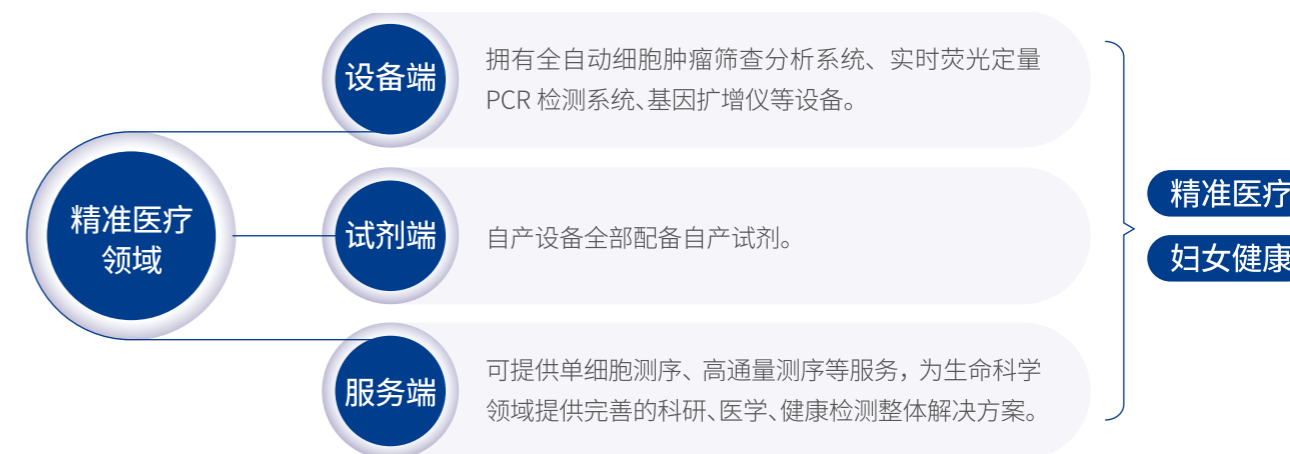 精准医疗
领域
设备端
拥有全自动细胞肿瘤筛查分析系统、实时荧光定量
PCR 检测系统、基因扩增仪等设备。
试剂端
自产设备全部配备自产试剂。
服务端
可提供单细胞测序、高通量测序等服务，为生命科学
领域提供完善的科研、医学、健康检测整体解决方案。
精准医疗
妇女健康